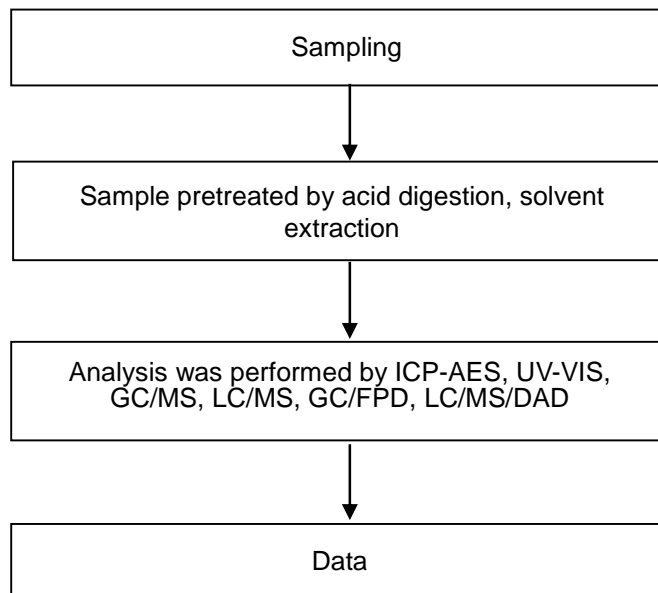 Sampling
Sample pretreated by acid digestion, solvent
extraction
Analysis was performed by ICP-AES, UV-VIS,
GC/MS, LC/MS, GC/FPD, LC/MS/DAD
Data